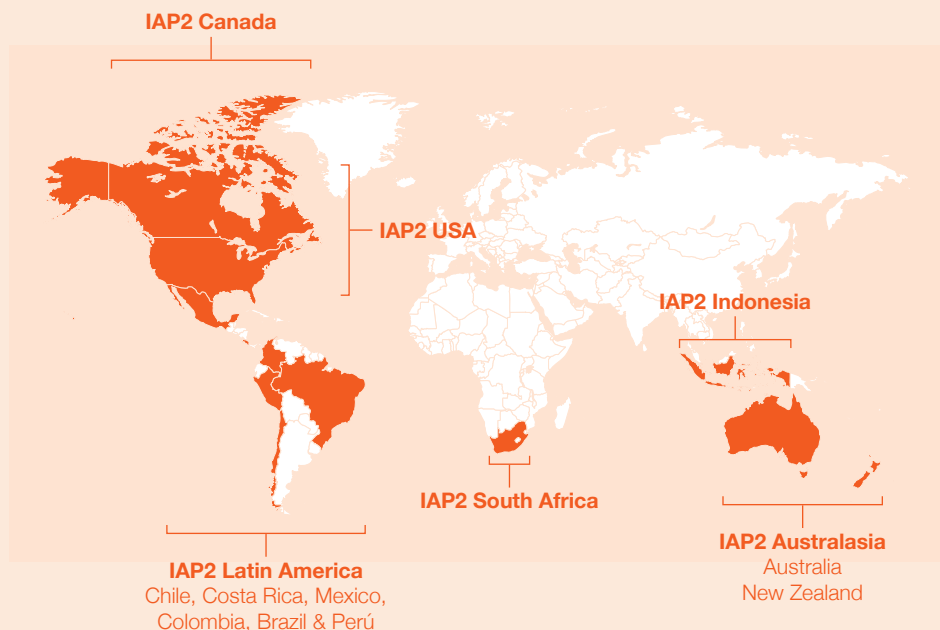 IAP2 Canada
IAP2 USA
IAP2 Indonesia
IAP2 South Africa
IAP2 Australasia
Australia
New Zealand
IAP2 Latin America
Chile, Costa Rica, Mexico,
Colombia, Brazil & Perú